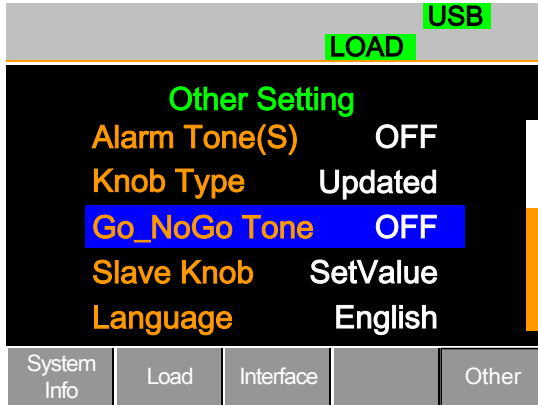 USB
LOAD
Other Setting
Alarm Tone(S) OFF
Knob Type Updated
Go_NoGo Tone OFF
Slave Knob SetValue
Language English
System
Info
Load
Interface
Other